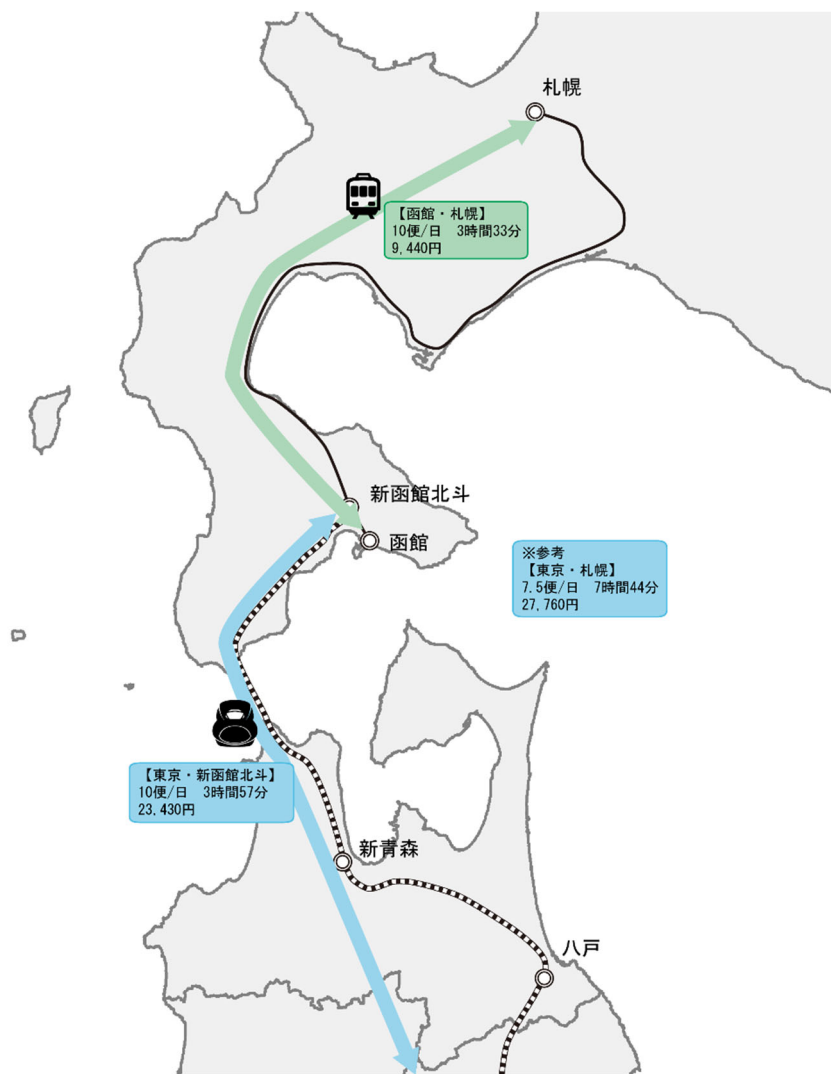 札幌
【函館・札幌】
10便/日 3時間33分
9,440円
新函館北斗
函館
※参考
【東京・札幌】
7.5便/日 7時間44分
27,760円
【東京・新函館北斗】
10便/日 3時間57分
23,430円
新青森
八戸